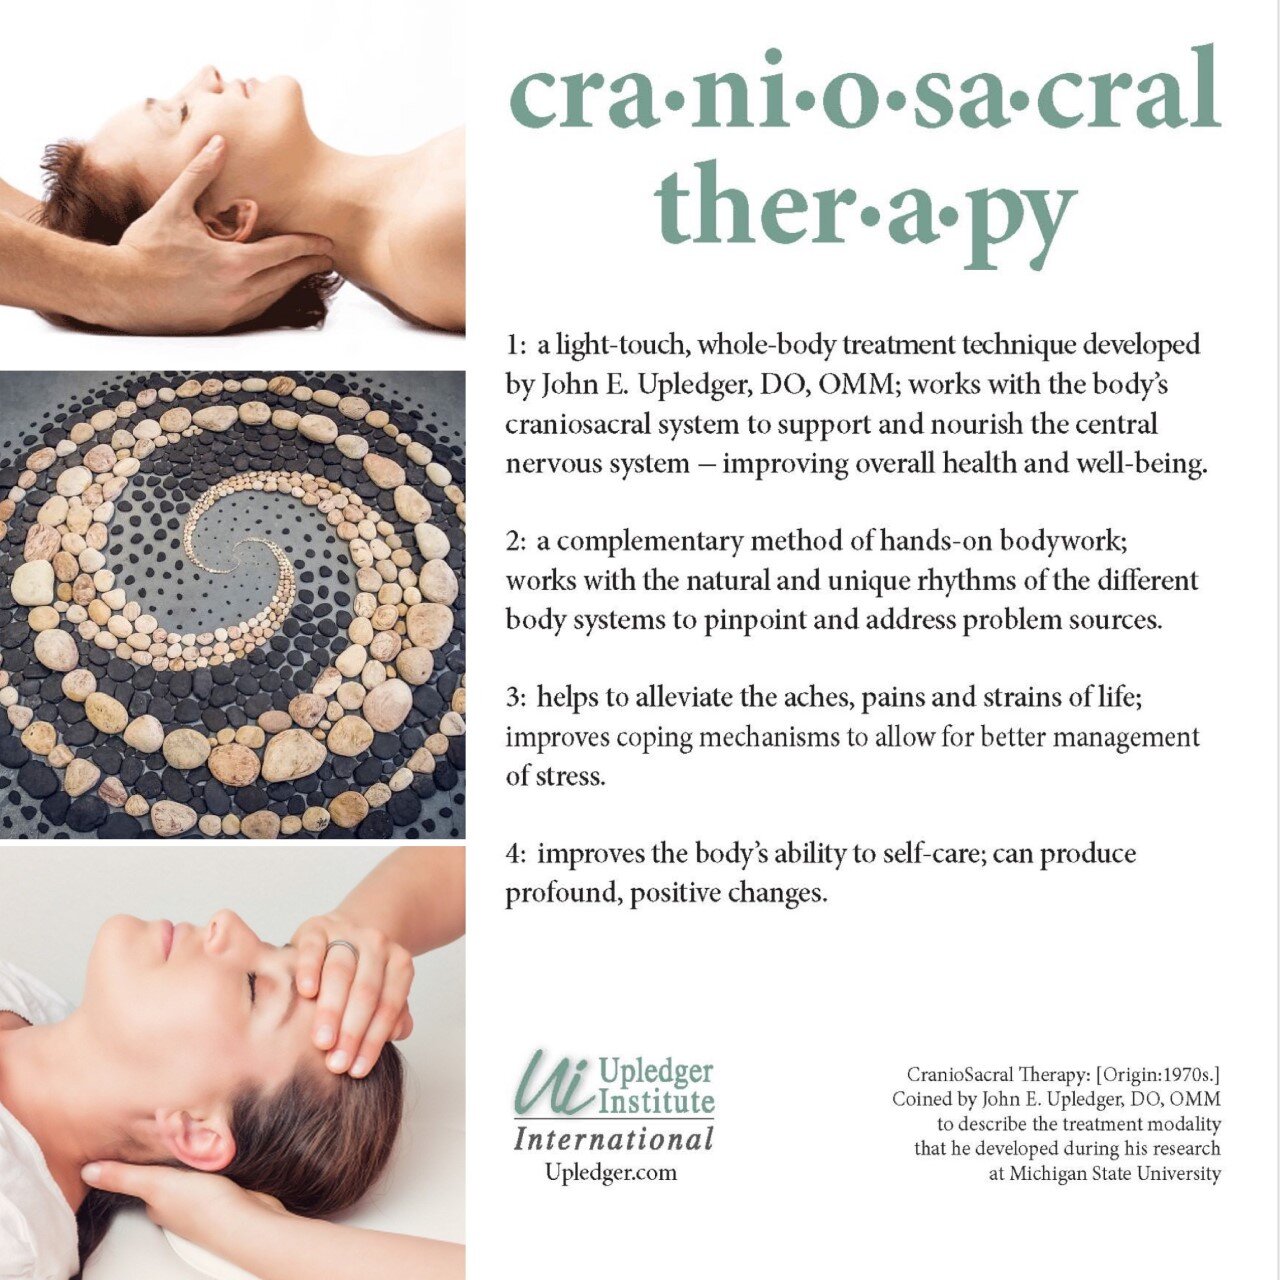 cra•ni•o•sa•cral
ther•a•py
1: a light-touch, whole-body treatment technique developed
by John E. Upledger, DO, OMM; works with the body’s
craniosacral system to support and nourish the central
nervous system – improving overall health and well-being.
2: a complementary method of hands-on bodywork;
works with the natural and unique rhythms of the different
body systems to pinpoint and address problem sources.
3: helps to alleviate the aches, pains and strains of life;
improves coping mechanisms to allow for better management
of stress.
4: improves the body’s ability to self-care; can produce
profound, positive changes.
Ui Upledger
Institute
International
Upledger.com
CranioSacral Therapy: [Origin:1970s.]
Coined by John E. Upledger, DO, OMM
to describe the treatment modality
that he developed during his research
at Michigan State University